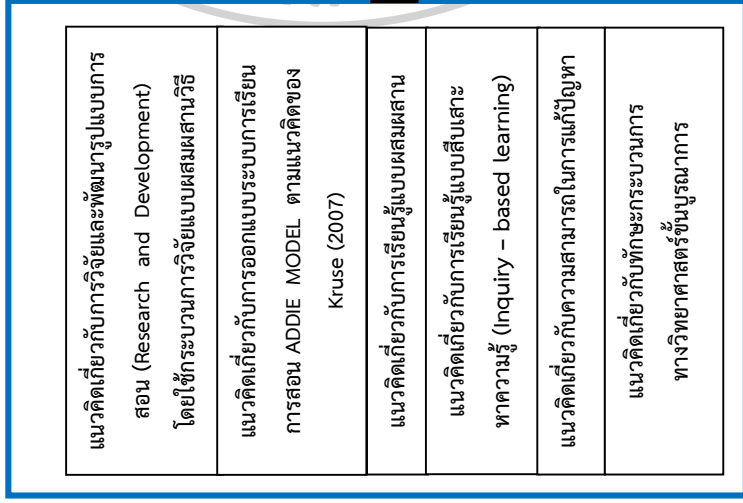 แนวคิดเกี่ยวกับการวิจัยและพัฒนารูปแบบการ
สอน (Research and Development)
โดยใช้กระบวนการวิจัยแบบผสมผสานวิธี
แนวคิดเกี่ยวกับการออกแบบระบบการเรียน
การสอน ADDIE MODEL ตามแนวคิดของ
Kruse (2007)
แนวคิดเกี่ยวกับการเรียนรู้แบบผสมผสาน
แนวคิดเกี่ยวกับการเรียนรู้แบบสืบเสาะ
หาความรู้ (Inquiry – based learning)
แนวคิดเกี่ยวกับความสามารถในการแก้ปัญหา
แนวคิดเกี่ยวกับทักษะกระบวนการ
ทางวิทยาศาสตร์ขั้นบูรณาการ